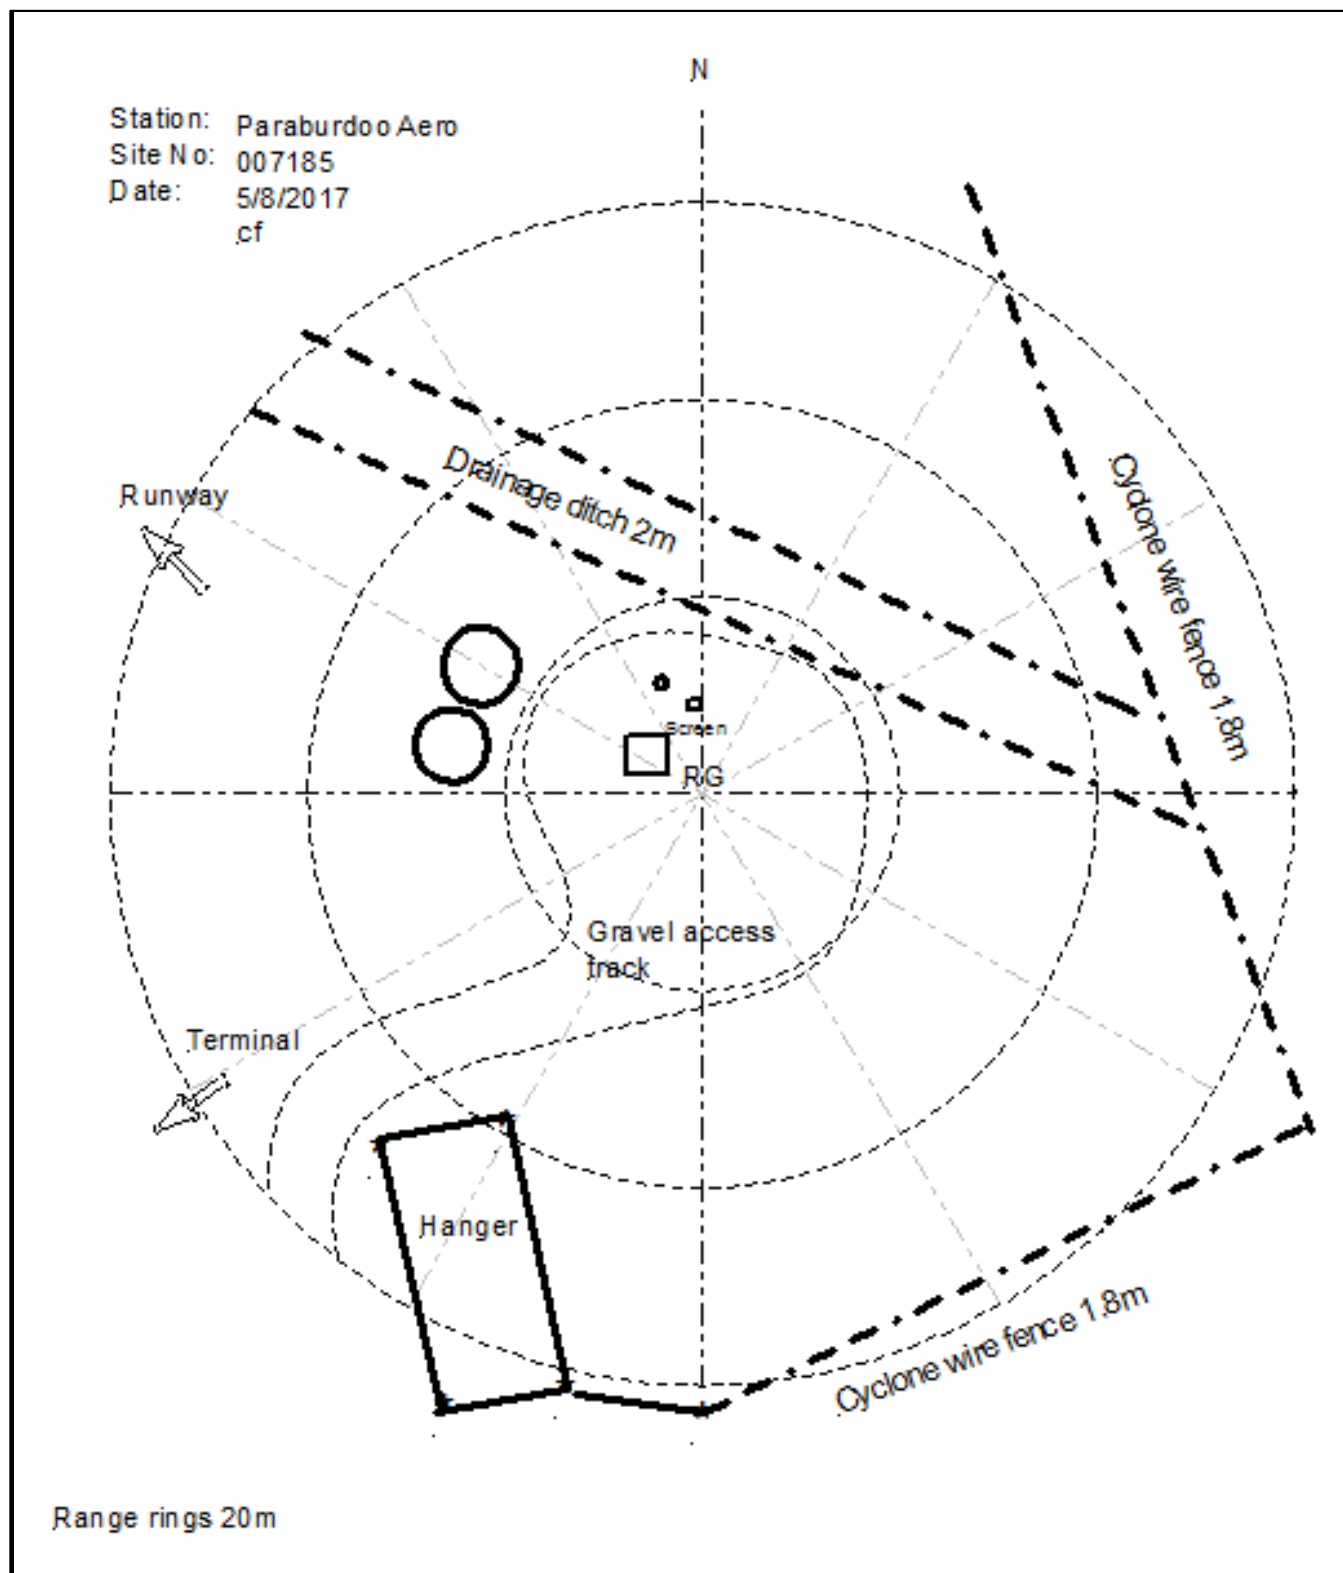 N
Station: Paraburdoo Aero
Site No: 007185
Date: 5/8/2017
cf
Runway
Drainage ditch 2m
Cyclone wire fence 1.8m
Screen
RG
Gravel access
track
Terminal
Hanger
Cyclone wire fence 1.8m
Range rings 20m